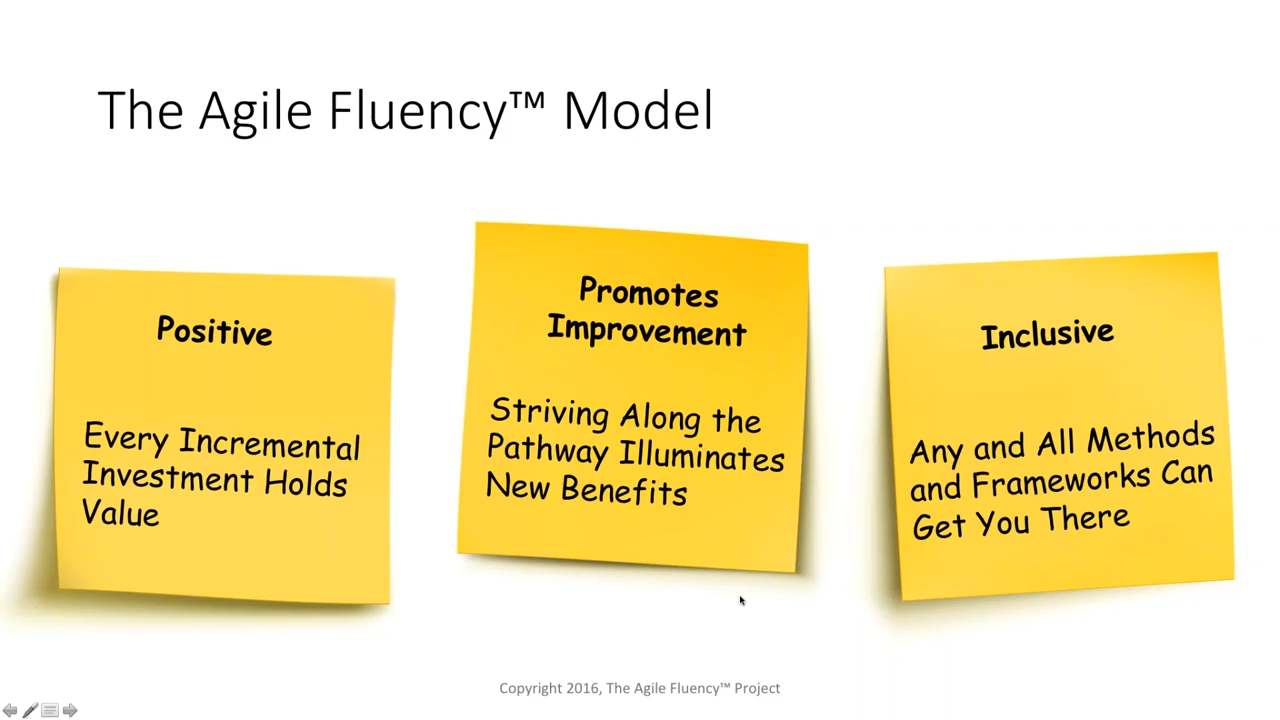 The Agile Fluency™ Model
Positive
Every Incremental
Investment Holds
Value
Promotes
Improvement
Striving Along the
Pathway Illuminates
New Benefits
Inclusive
Any and All Methods
and Frameworks Can
Get You There
Copyright 2016, The Agile Fluency™ Project